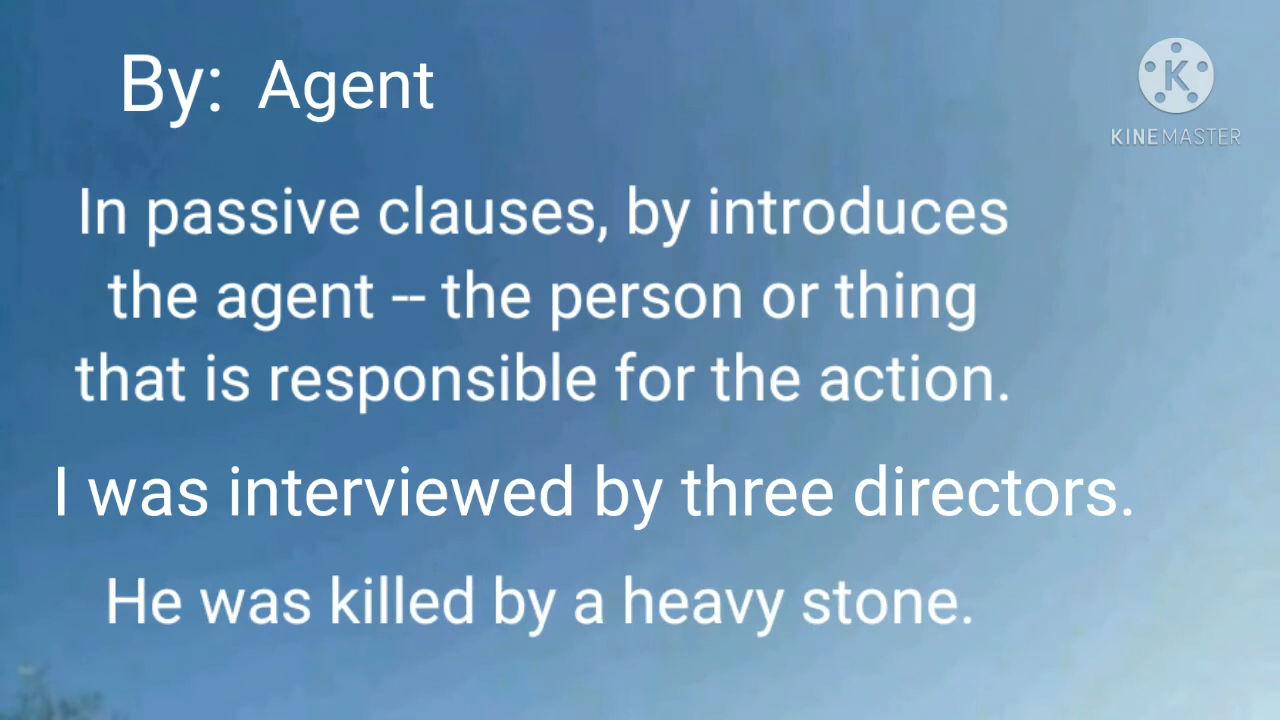 By: Agent
KINEMASTER
In passive clauses, by introduces
the agent -- the person or thing
that is responsible for the action.
I was interviewed by three directors.
He was killed by a heavy stone.